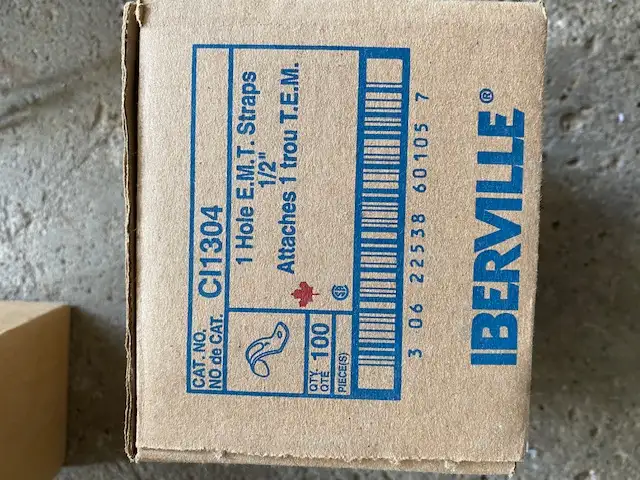 CAT. NO.
NO de CAT.
CI1304
1 Hole E.M.T. Straps
1/2"
Attaches 1 trou T.E.M.
QTY.
QTÉ
100
PIECE(S)
3 06 22538 60105 7
IBERVILLE®